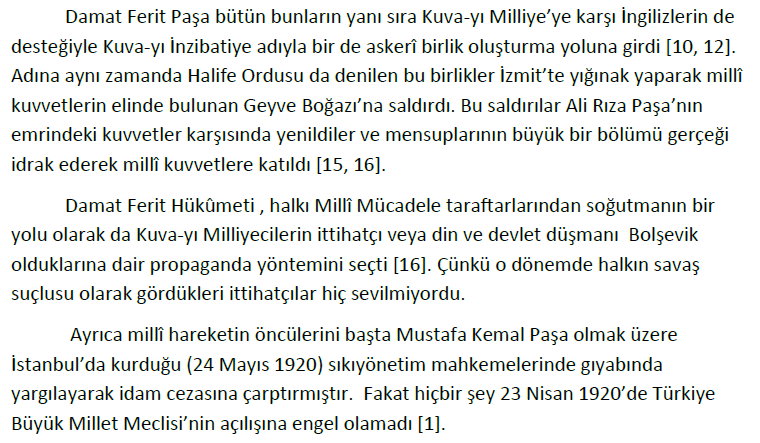 Damat Ferit Paşa bütün bunların yanı sıra Kuva-yı Milliye’ye karşı İngilizlerin de
desteğiyle Kuva-yı İnzibatiye adıyla bir de askerî birlik oluşturma yoluna girdi [10, 12].
Adına aynı zamanda Halife Ordusu da denilen bu birlikler İzmit’te yığınak yaparak millî
kuvvetlerin elinde bulunan Geyve Boğazı’na saldırdı. Bu saldırılar Ali Rıza Paşa’nın
emrindeki kuvvetler karşısında yenildiler ve mensuplarının büyük bir bölümü gerçeği
idrak ederek millî kuvvetlere katıldı [15, 16].
Damat Ferit Hükûmeti , halkı Millî Mücadele taraftarlarından soğutmanın bir
yolu olarak da Kuva-yı Milliyecilerin ittihatçı veya din ve devlet düşmanı  Bolşevik
olduklarına dair propaganda yöntemini seçti [16]. Çünkü o dönemde halkın savaş
suçlusu olarak gördükleri ittihatçılar hiç sevilmiyordu.
Ayrıca millî hareketin öncülerini başta Mustafa Kemal Paşa olmak üzere
İstanbul’da kurduğu (24 Mayıs 1920) sıkıyönetim mahkemelerinde gıyabında
yargılayarak idam cezasına çarptırmıştır.  Fakat hiçbir şey 23 Nisan 1920’de Türkiye
Büyük Millet Meclisi’nin açılışına engel olamadı [1].